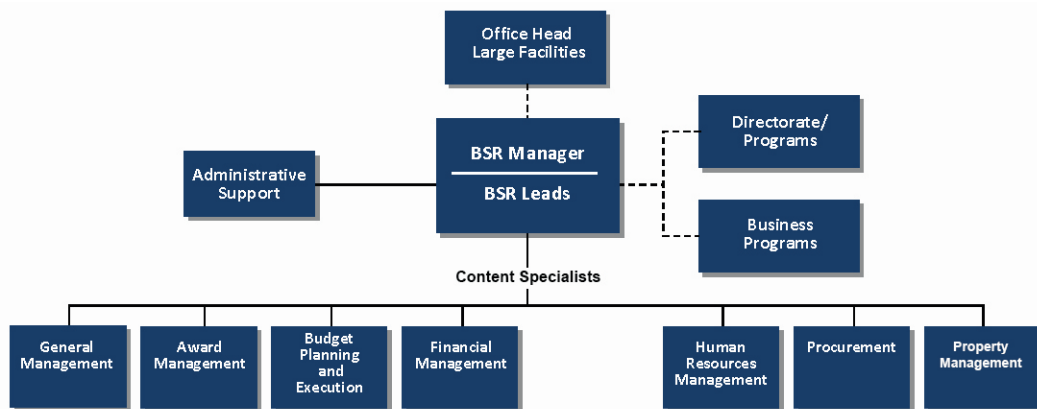 Office Head
Large Facilities
BSR Manager
BSR Leads
Directorate/
Programs
Administrative
Support
Business
Programs
Content Specialists
General
Management
Award
Management
Budget
Planning
and
Execution
Financial
Management
Human
Resources
Management
Procurement
Property
Management